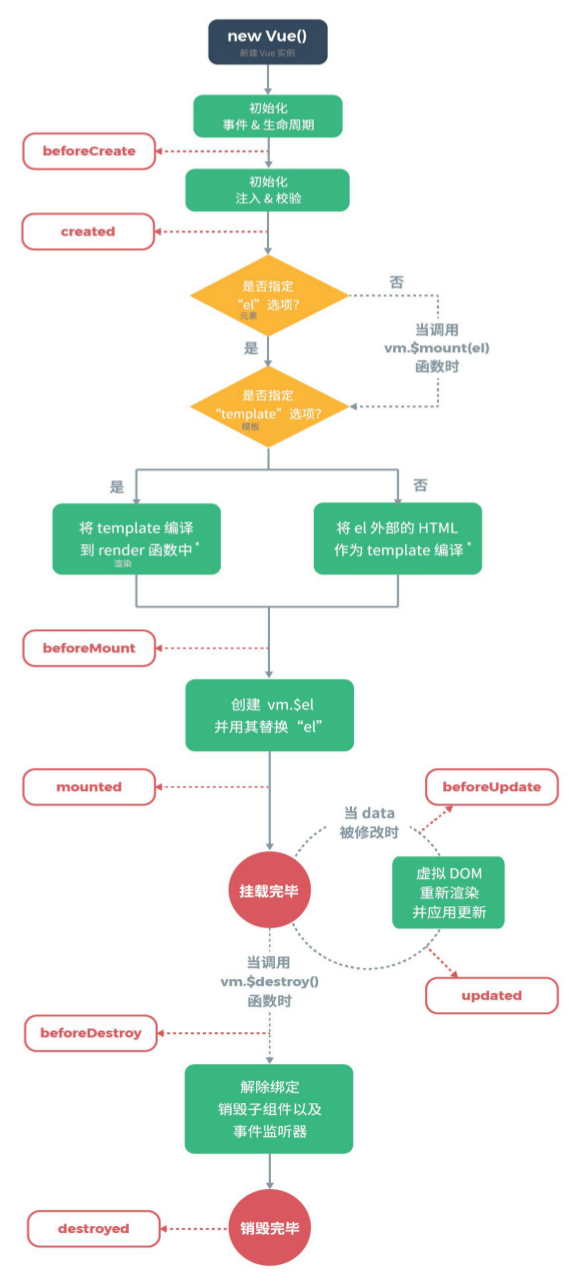 new Vue()
新建 Vue 实例
初始化
事件 & 生命周期
beforeCreate
初始化
注入 & 校验
created
是否指定
“el”选项?
元素
否
当调用
vm.$mount(el)
函数时
是
是否指定
“template”选项?
模板
是
否
将 template 编译
到 render 函数中*
渲染
将 el 外部的 HTML
作为 template 编译*
beforeMount
创建 vm.$el
并用其替换“el”
mounted
当 data
被修改时
beforeUpdate
挂载完毕
虚拟 DOM
重新渲染
并应用更新
updated
当调用
vm.$destroy()
函数时
beforeDestroy
解除绑定
销毁子组件以及
事件监听器
销毁完毕
destroyed